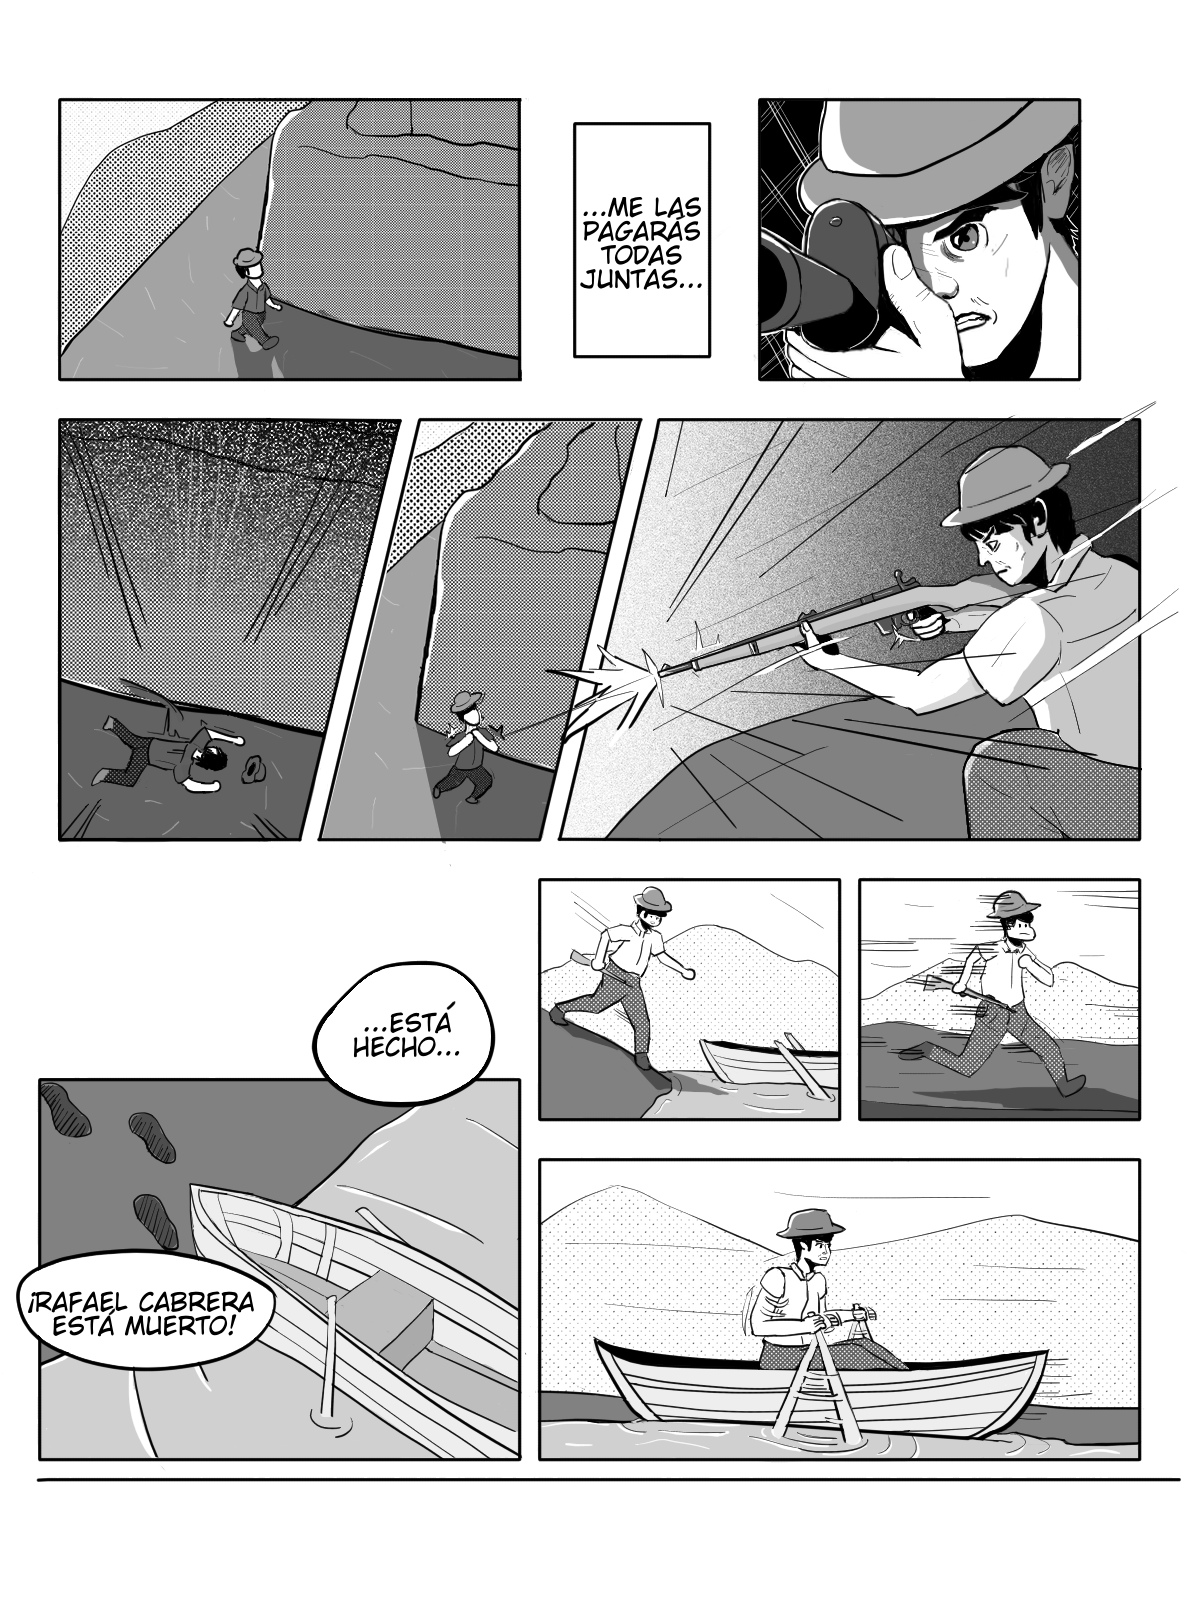 ...ME LAS
PAGARÁS
TODAS
JUNTAS...
...ESTÁ
HECHO...
¡RAFAEL CABRERA
ESTÁ MUERTO!